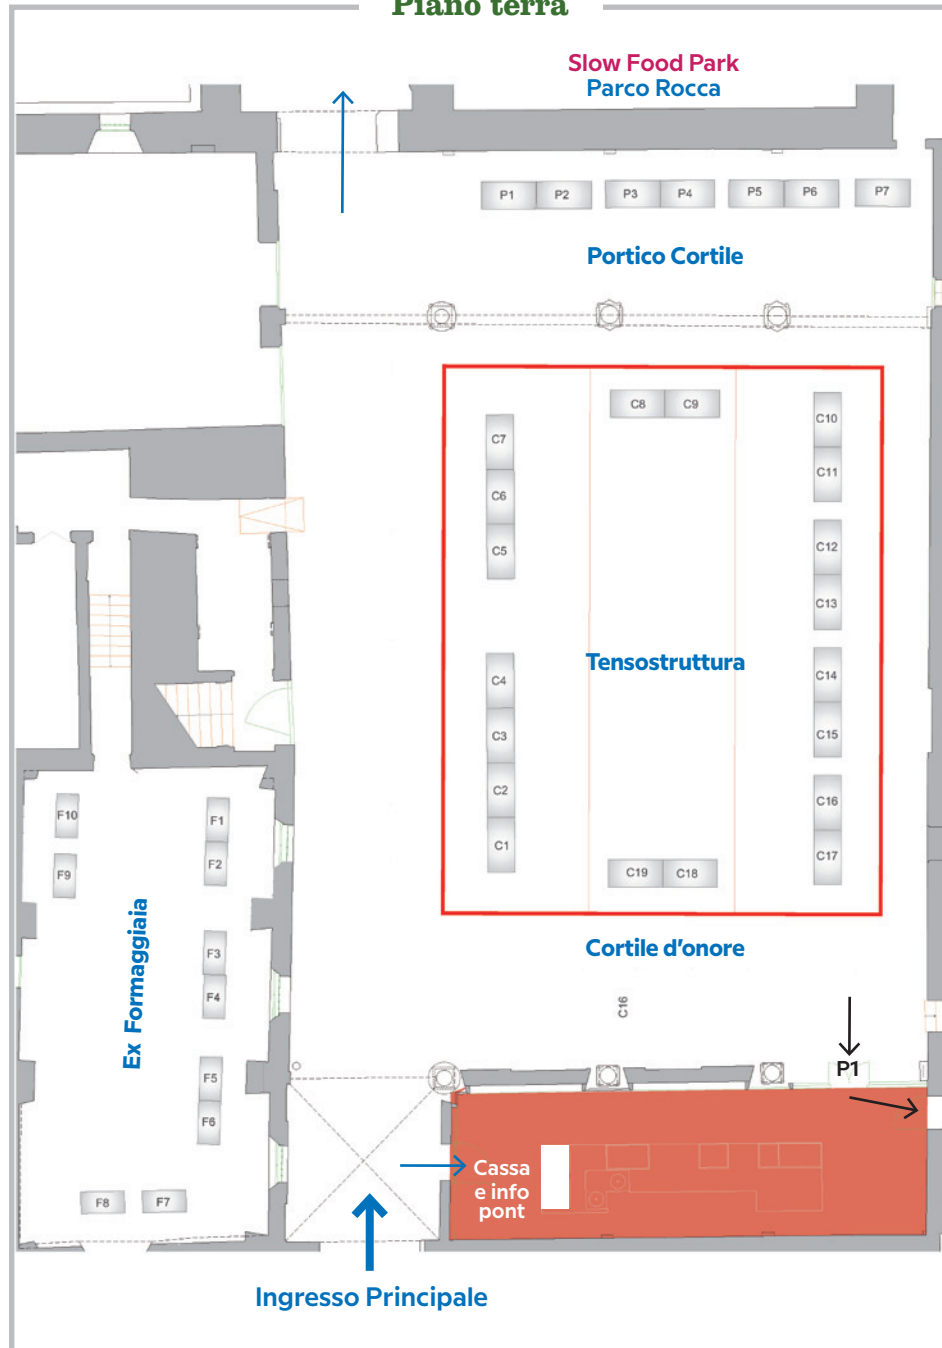 Piano terra
Slow Food Park
Parco Rocca
P1 P2 P3 P4 P5 P6 P7
Portico Cortile
C8 C9
C10
C7
C11
C6
C5
C12
C13
Tensostruttura
C4
C14
C3
C15
C2
C16
C1
C17
C19 C18
F10
F1
F2
F9
F3
F4
F5
F6
F8 F7
Ex Formaggiaia
Cortile d'onore
C16
P1
Cassa
e info
pont
Ingresso Principale